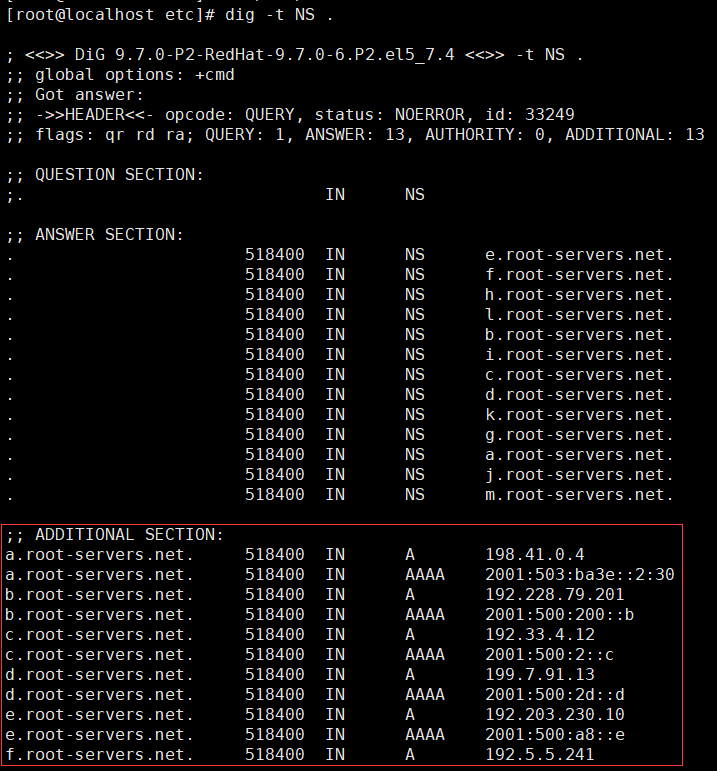 [root@localhost etc]# dig -t NS .
; <<>> DiG 9.7.0-P2-RedHat-9.7.0-6.P2.el5_7.4 <<>> -t NS .
;; global options: +cmd
;; Got answer:
;; ->>HEADER<<- opcode: QUERY, status: NOERROR, id: 33249
;; flags: qr rd ra; QUERY: 1, ANSWER: 13, AUTHORITY: 0, ADDITIONAL: 13
;; QUESTION SECTION:
;. IN NS
;; ANSWER SECTION:
. 518400 IN NS e.root-servers.net.
. 518400 IN NS f.root-servers.net.
. 518400 IN NS h.root-servers.net.
. 518400 IN NS l.root-servers.net.
. 518400 IN NS b.root-servers.net.
. 518400 IN NS i.root-servers.net.
. 518400 IN NS c.root-servers.net.
. 518400 IN NS d.root-servers.net.
. 518400 IN NS k.root-servers.net.
. 518400 IN NS g.root-servers.net.
. 518400 IN NS a.root-servers.net.
. 518400 IN NS j.root-servers.net.
. 518400 IN NS m.root-servers.net.
;; ADDITIONAL SECTION:
a.root-servers.net. 518400 IN A 198.41.0.4
a.root-servers.net. 518400 IN AAAA 2001:503:ba3e::2:30
b.root-servers.net. 518400 IN A 192.228.79.201
b.root-servers.net. 518400 IN AAAA 2001:500:200::b
c.root-servers.net. 518400 IN A 192.33.4.12
c.root-servers.net. 518400 IN AAAA 2001:500:2::c
d.root-servers.net. 518400 IN A 199.7.91.13
d.root-servers.net. 518400 IN AAAA 2001:500:2d::d
e.root-servers.net. 518400 IN A 192.203.230.10
e.root-servers.net. 518400 IN AAAA 2001:500:a8::e
f.root-servers.net. 518400 IN A 192.5.5.241